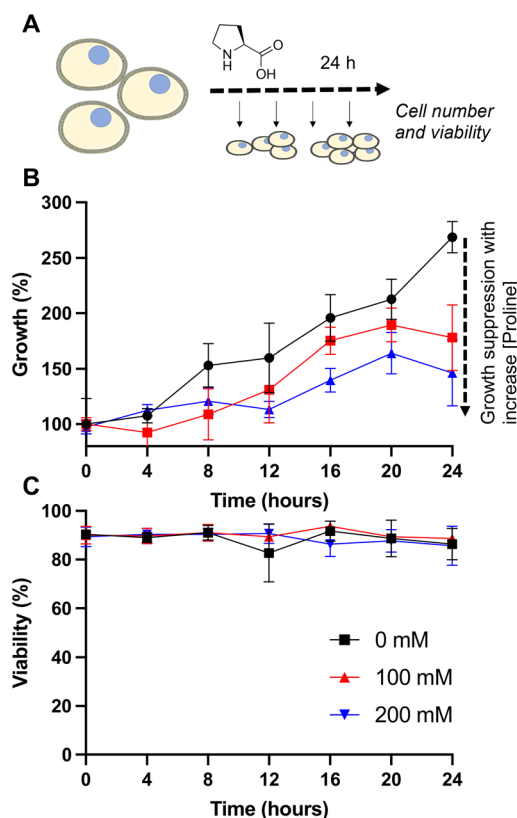 A
N
H
O
OH
24 h
Cell number
and viability
B
Growth (%)
300
250
200
150
100
0
4
8
12
16
20
24
Time (hours)
Growth suppression with
increase [Proline]
C
Viability (%)
100
80
60
40
20
0
0 mM
100 mM
200 mM
0
4
8
12
16
20
24
Time (hours)